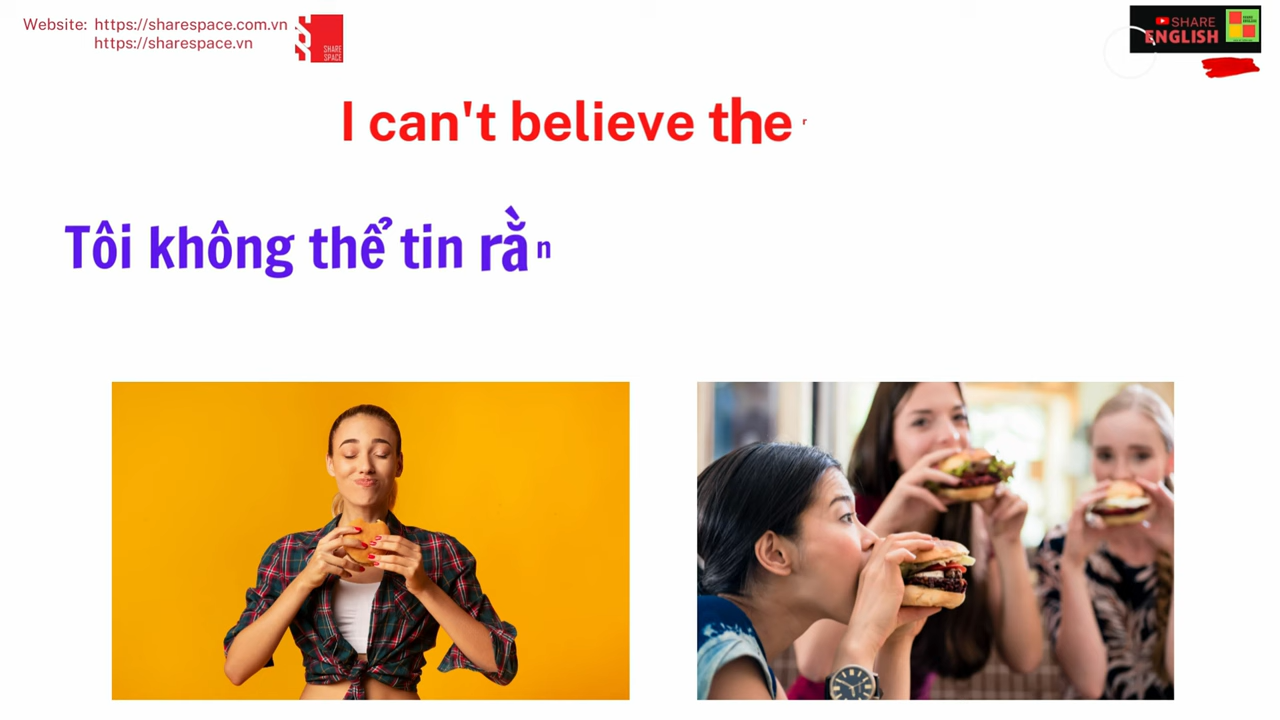 Website: https://sharespace.com.vn
https://sharespace.vn
SHARE
SPACE
SHARE
ENGLISH
I can't believe the r
Tôi không thể tin rằn